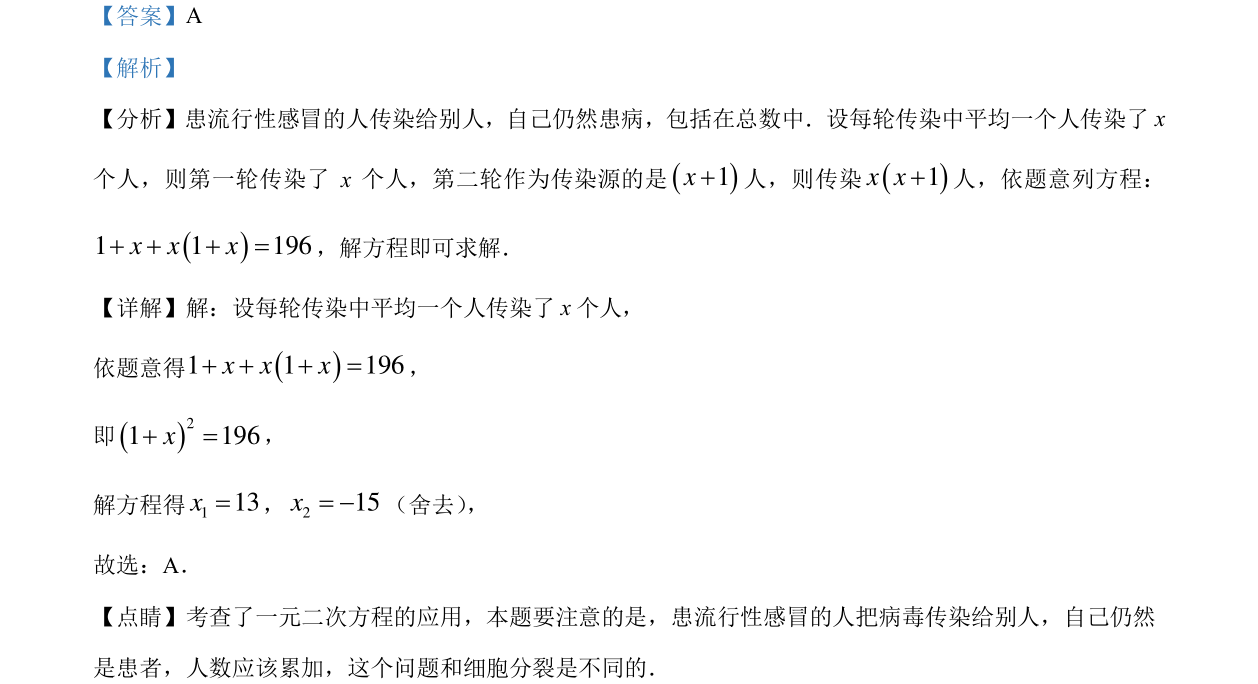 【答案】A
【解析】
【分析】患流行性感冒的人传染给别人，自己仍然患病，包括在总数中．设每轮传染中平均一个人传染了 x
个人，则第一轮传染了 x 个人，第二轮作为传染源的是 (x+1) 人，则传染 x(x+1) 人，依题意列方程：
1+x+x(1+x)=196，解方程即可求解．
【详解】解：设每轮传染中平均一个人传染了 x 个人，
依题意得1+x+x(1+x)=196，
即(1+x)²=196，
解方程得 x₁=13，x₂=−15（舍去），
故选：A．
【点睛】考查了一元二次方程的应用，本题要注意的是，患流行性感冒的人把病毒传染给别人，自己仍然
是患者，人数应该累加，这个问题和细胞分裂是不同的．